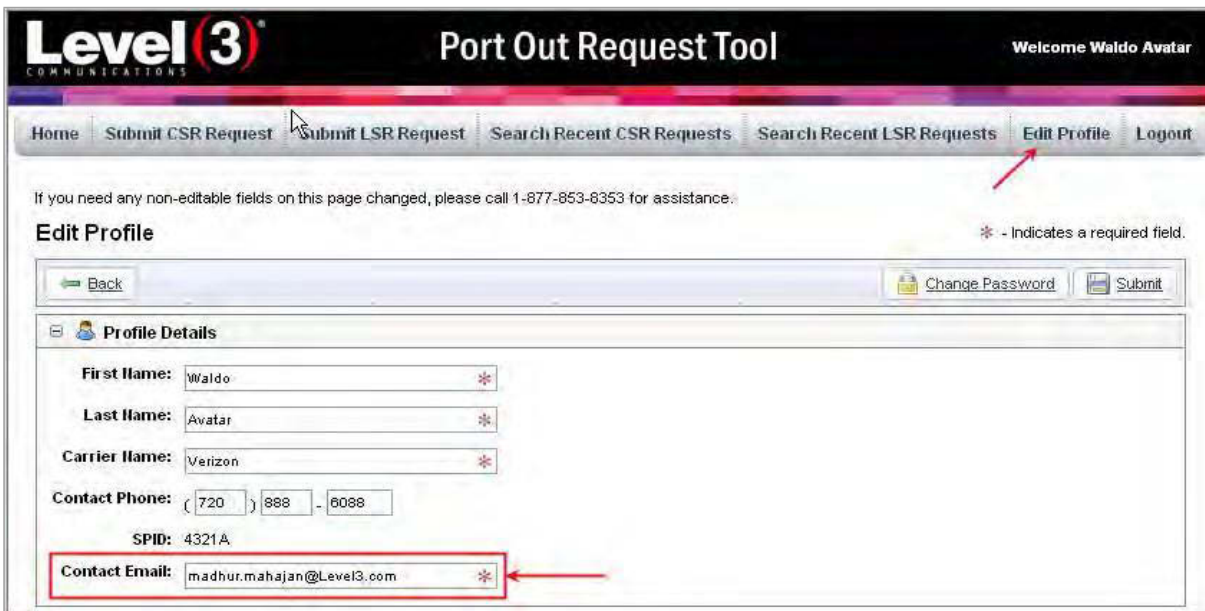 Level(3)®
COMMUNICATIONS
Port Out Request Tool
Welcome Waldo Avatar
Home Submit CSR Request Submit LSR Request Search Recent CSR Requests Search Recent LSR Requests Edit Profile Logout
If you need any non-editable fields on this page changed, please call 1-877-853-8353 for assistance.
Edit Profile
* - Indicates a required field.
Back Change Password Submit
Profile Details
First Name: Waldo *
Last Name: Avatar *
Carrier Name: Verizon *
Contact Phone: ( 720 ) 888 - 6088
SPID: 4321A
Contact Email: madhur.mahajan@Level3.com *